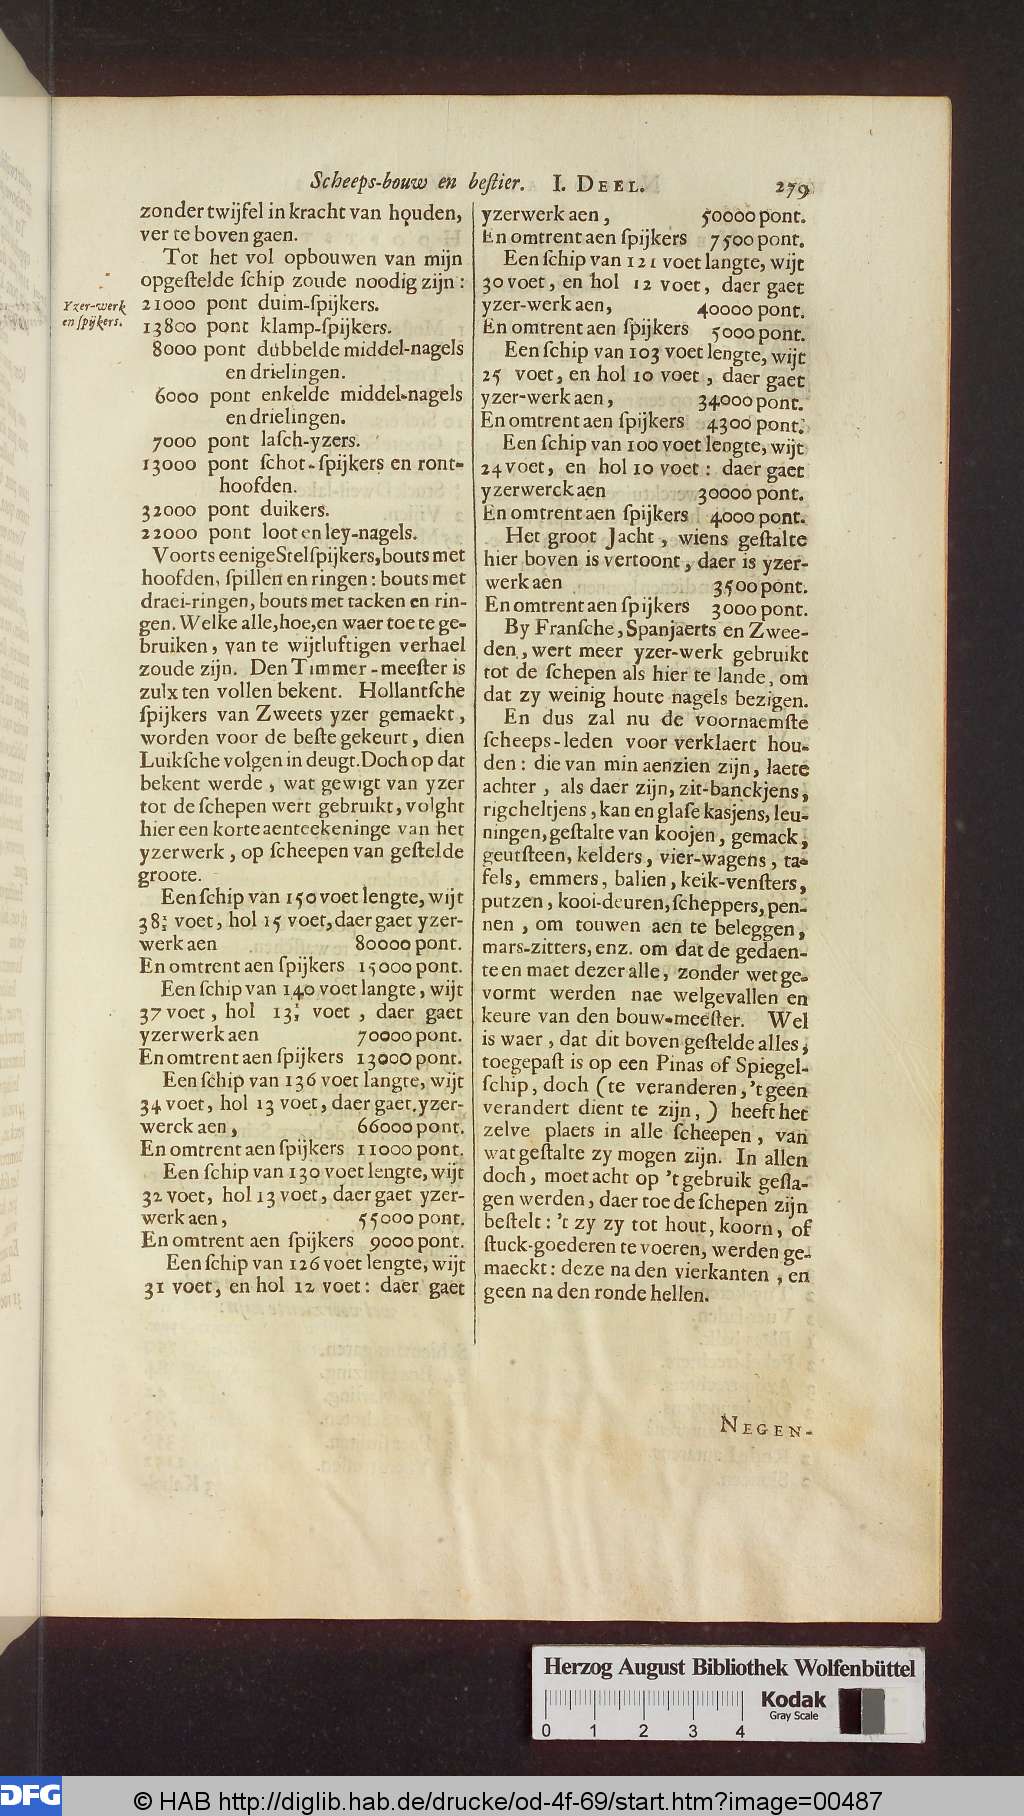 Scheeps-bouw en beſtier. I. DEEL. 279
zonder twijfel in kracht van houden,
ver te boven gaen.
Tot het vol opbouwen van mijn
opgeſtelde ſchip zoude noodig zijn:
Yzer-werk
en ſpijkers.
21000 pont duim-ſpijkers.
13800 pont klamp-ſpijkers.
8000 pont dubbelde middel-nagels
en drielingen.
6000 pont enkelde middel-nagels
en drielingen.
7000 pont laſch-yzers.
13000 pont ſchot-ſpijkers en ront-
hoofden.
32000 pont duikers.
22000 pont loot en ley-nagels.
Voorts eenige Stelſpijkers, bouts met
hoofden, ſpillen en ringen: bouts met
draei-ringen, bouts met tacken en rin-
gen. Welke alle, hoe, en waer toe te ge-
bruiken, van te wijtluftigen verhael
zoude zijn. Den Timmer-meeſter is
zulx ten vollen bekent. Hollantſche
ſpijkers van Zweets yzer gemaekt,
worden voor de beſte gekeurt, dien
Luikſche volgen in deugt. Doch op dat
bekent werde, wat gewigt van yzer
tot de ſchepen wert gebruikt, volght
hier een korte aenteekeninge van het
yzerwerk, op ſcheepen van geſtelde
groote.
Een ſchip van 150 voet lengte, wijt
38½ voet, hol 15 voet, daer gaet yzer-
werk aen 80000 pont.
En omtrent aen ſpijkers 15000 pont.
Een ſchip van 140 voet langte, wijt
37 voet, hol 13½ voet, daer gaet
yzerwerk aen 70000 pont.
En omtrent aen ſpijkers 13000 pont.
Een ſchip van 136 voet langte, wijt
34 voet, hol 13 voet, daer gaet yzer-
werck aen, 66000 pont.
En omtrent aen ſpijkers 11000 pont.
Een ſchip van 130 voet lengte, wijt
32 voet, hol 13 voet, daer gaet yzer-
werk aen, 55000 pont.
En omtrent aen ſpijkers 9000 pont.
Een ſchip van 126 voet lengte, wijt
31 voet, en hol 12 voet: daer gaet
yzerwerk aen, 50000 pont.
En omtrent aen ſpijkers 7500 pont.
Een ſchip van 121 voet langte, wijt
30 voet, en hol 12 voet, daer gaet
yzer-werk aen, 40000 pont.
En omtrent aen ſpijkers 5000 pont.
Een ſchip van 103 voet lengte, wijt
25 voet, en hol 10 voet, daer gaet
yzer-werk aen, 34000 pont.
En omtrent aen ſpijkers 4300 pont.
Een ſchip van 100 voet lengte, wijt
24 voet, en hol 10 voet: daer gaet
yzerwerck aen 30000 pont.
En omtrent aen ſpijkers 4000 pont.
Het groot Jacht, wiens geſtalte
hier boven is vertoont, daer is yzer-
werk aen 3500 pont.
En omtrent aen ſpijkers 3000 pont.
By Franſche, Spanjaerts en Zwee-
den, wert meer yzer-werk gebruikt
tot de ſchepen als hier te lande, om
dat zy weinig houte nagels bezigen.
En dus zal nu de voornaemſte
ſcheeps-leden voor verklaert hou-
den: die van min aenzien zijn, laete
achter, als daer zijn, zit-banckjens,
rigcheltjens, kan en glaſe kasjens, leu-
ningen, geſtalte van koojen, gemack,
geutſteen, kelders, vier-wagens, ta-
fels, emmers, balien, keik-venſters,
putzen, kooi-deuren, ſcheppers, pen-
nen, om touwen aen te beleggen,
mars-zitters, enz. om dat de gedaen-
te en maet dezer alle, zonder wet ge-
vormt werden nae welgevallen en
keure van den bouw-meeſter. Wel
is waer, dat dit boven geſtelde alles,
toegepaſt is op een Pinas of Spiegel-
ſchip, doch (te veranderen, 't geen
verandert dient te zijn,) heeft het
zelve plaets in alle ſcheepen, van
wat geſtalte zy mogen zijn. In allen
doch, moet acht op 't gebruik geſla-
gen werden, daer toe de ſchepen zijn
beſtelt: 't zy zy tot hout, koorn, of
ſtuck-goederen te voeren, werden ge-
maeckt: deze na den vierkanten, en
geen na den ronde hellen.
NEGEN-
Herzog August Bibliothek Wolfenbüttel
Kodak
Gray Scale
0 1 2 3 4
DFG © HAB http://diglib.hab.de/drucke/od-4f-69/start.htm?image=00487